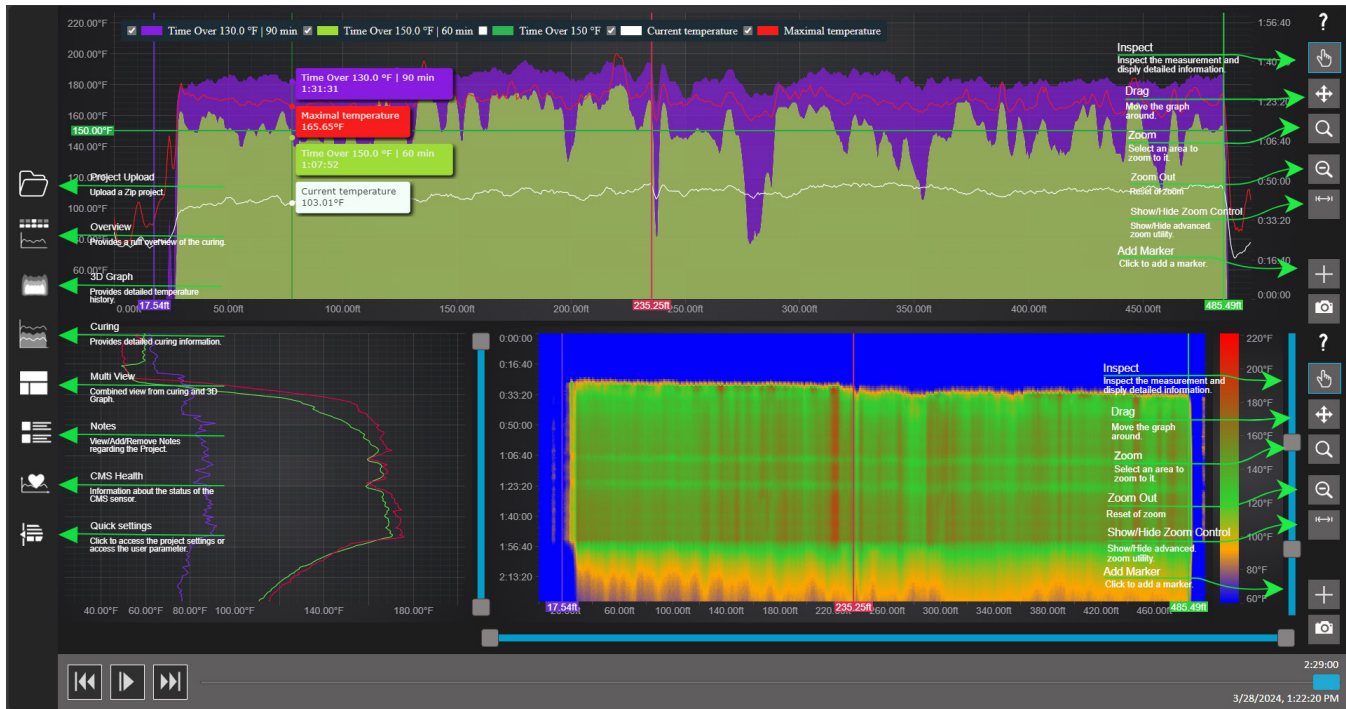 Time Over 130.0 °F | 90 min
Time Over 150.0 °F | 60 min
Time Over 150 °F
Current temperature
Maximal temperature
200.00°F
180.00°F
160.00°F
150.00°F
140.00°F
100.00°F
60.00°F
1:56:40
1:23:20
1:06:40
0:50:00
0:33:20
0:16:40
0:00:00
Time Over 130.0 °F | 90 min
1:31:31
Maximal temperature
165.65°F
Time Over 150.0 °F | 60 min
1:07:52
Current temperature
103.01°F
17.54ft
50.00ft
100.00ft
150.00ft
200.00ft
235.25ft
250.00ft
300.00ft
350.00ft
400.00ft
450.00ft
485.49ft
Project Upload
Upload a Zip project.
Overview
Provides a ruff overview of the curing.
3D Graph
Provides detailed temperature
history.
Curing
Provides detailed curing information.
Multi View
Combined view from curing and 3D
Graph.
Notes
View/Add/Remove Notes
regarding the Project.
CMS Health
Information about the status of the
CMS sensor.
Quick settings
Click to access the project settings or
access the user parameter.
?
Inspect
Inspect the measurement and
disply detailed information.
Drag
Move the graph
around.
Zoom
Select an area to
zoom to it.
Zoom Out
Reset of zoom
Show/Hide Zoom Control
Show/Hide advanced.
zoom utility.
Add Marker
Click to add a marker.
40.00°F
60.00°F
80.00°F
100.00°F
140.00°F
180.00°F
0:00:00
0:16:40
0:33:20
0:50:00
1:06:40
1:23:20
1:40:00
1:56:40
2:13:20
17.54ft
60.00ft
100.00ft
140.00ft
180.00ft
235.25ft
260.00ft
300.00ft
340.00ft
380.00ft
420.00ft
460.00ft
485.49ft
220°F
200°F
180°F
160°F
140°F
100°F
80°F
60°F
?
Inspect
Inspect the measurement and
disply detailed information.
Drag
Move the graph
around.
Zoom
Select an area to
zoom to it.
Zoom Out
Reset of zoom
Show/Hide Zoom Control
Show/Hide advanced.
zoom utility.
Add Marker
Click to add a marker.
2:29:00
3/28/2024, 1:22:20 PM